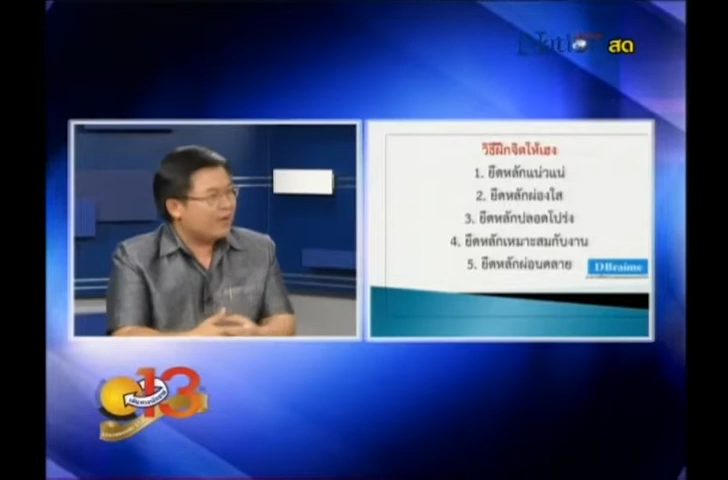 Nation สด
วิธีฝึกจิตให้เฮง
1. ยึดหลักแน่วแน่
2. ยึดหลักผ่องใส
3. ยึดหลักปลอดโปร่ง
4. ยึดหลักเหมาะสมกับงาน
5. ยึดหลักผ่อนคลาย
DBraime
13